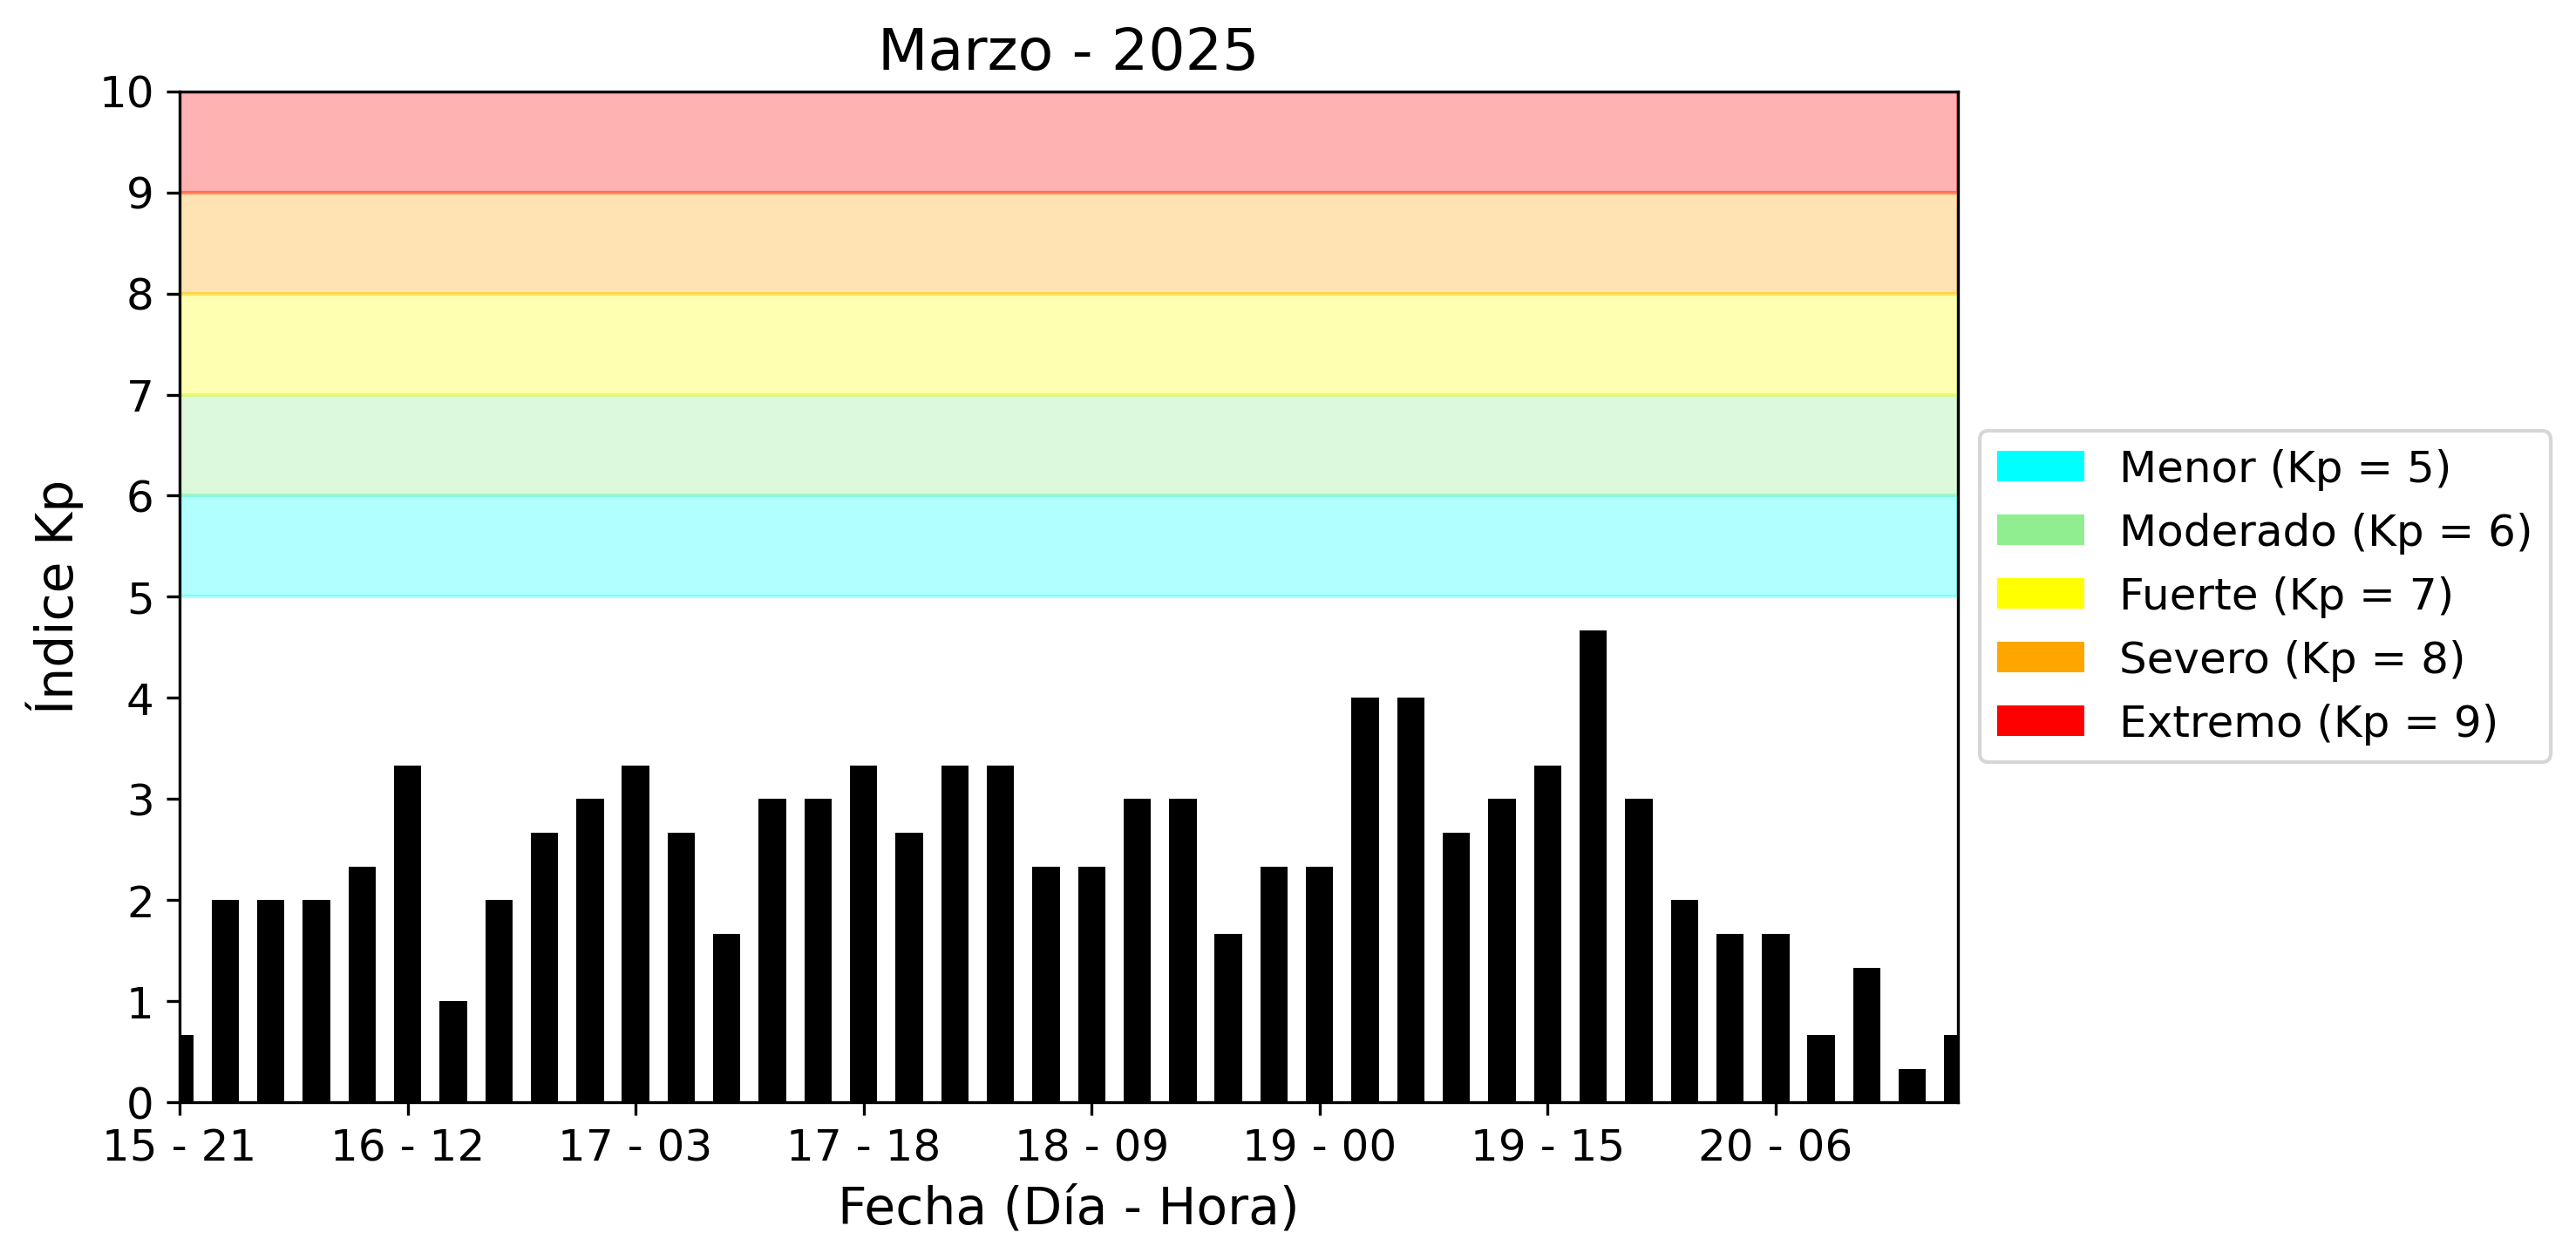 Marzo - 2025
10
9
8
7
6
5
4
3
2
1
0
Índice Kp
15 - 21
16 - 12
17 - 03
17 - 18
18 - 09
19 - 00
19 - 15
20 - 06
Fecha (Día - Hora)
Menor (Kp = 5)
Moderado (Kp = 6)
Fuerte (Kp = 7)
Severo (Kp = 8)
Extremo (Kp = 9)